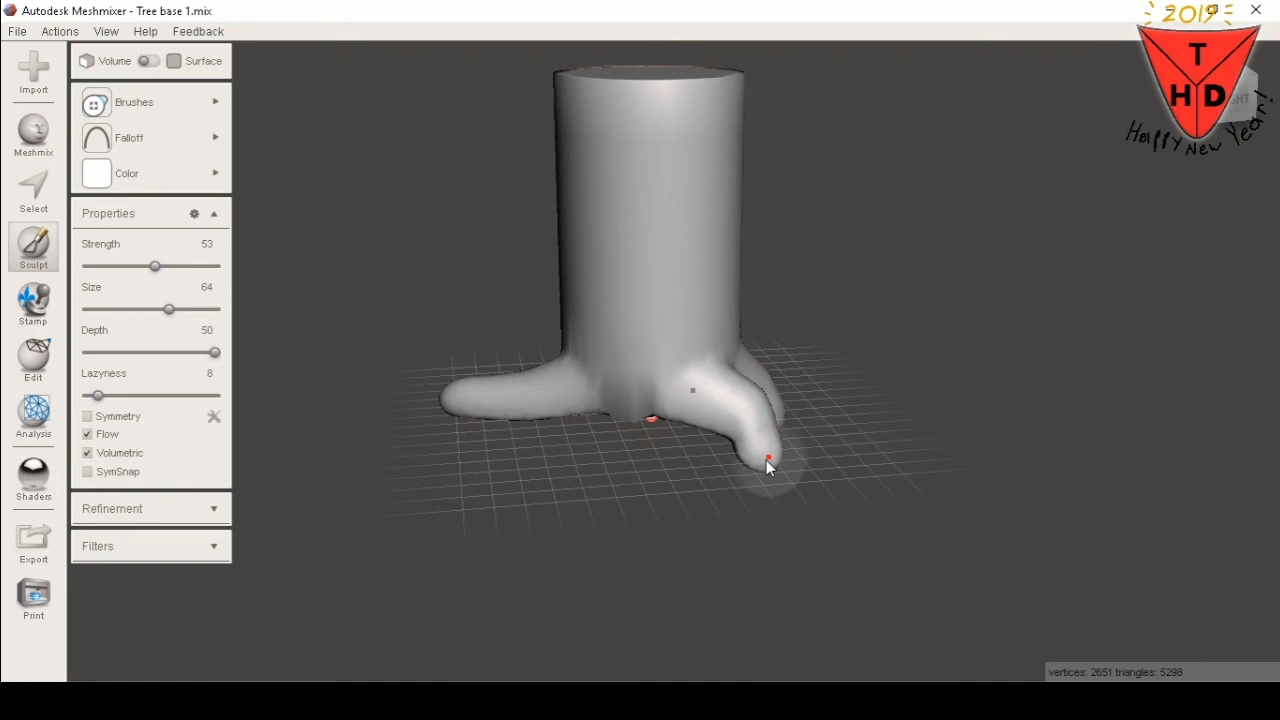 Autodesk Meshmixer - Tree base 1.mix
2019
File Actions View Help Feedback
T
H D
Happy New Year!
Import
Meshmix
Select
Sculpt
Stamp
Edit
Analysis
Shaders
Export
Print
Volume Surface
Brushes
Falloff
Color
Properties
Strength 53
Size 64
Depth 50
Lazyness 8
Symmetry
Flow
Volumetric
SymSnap
Refinement
Filters
vertices: 2651 triangles: 5298